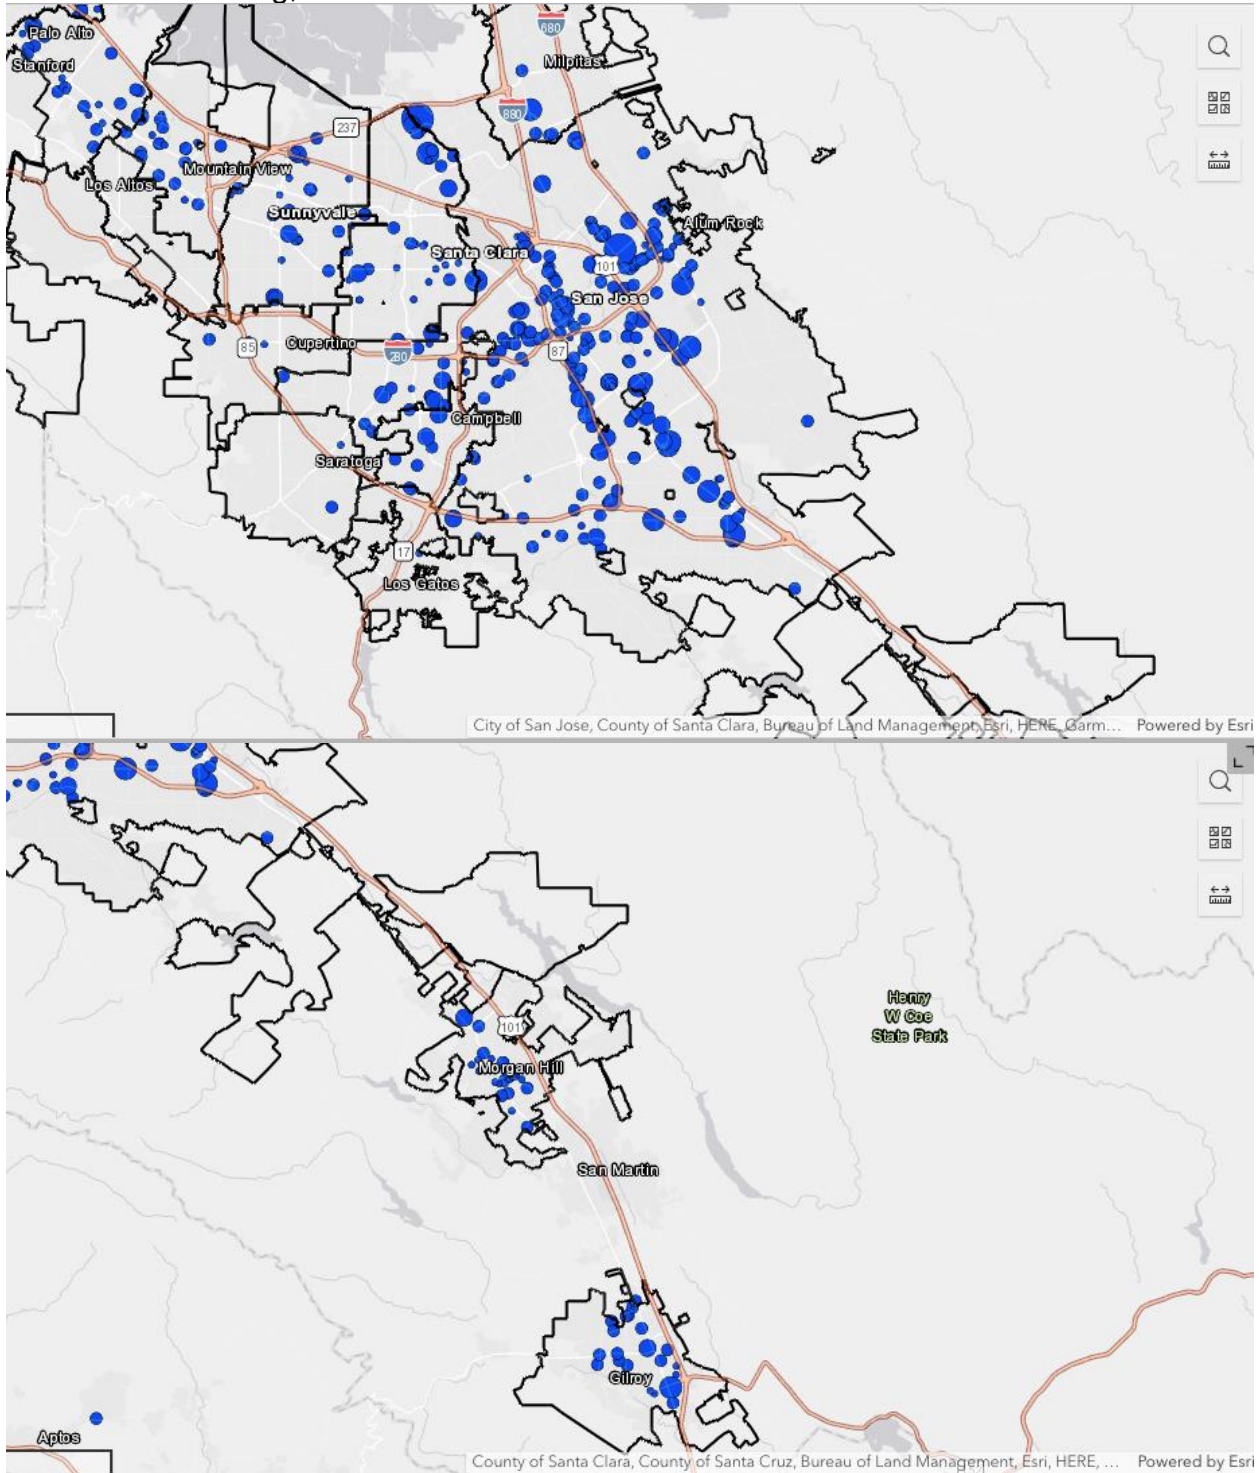 Palo Alto
Stanford
680
Milpitas
880
237
Mountain View
Los Altos
Sunnyvale
Alum Rock
Santa Clara
101
San Jose
85
Cupertino
280
87
Campbell
Saratoga
17
Los Gatos
City of San Jose, County of Santa Clara, Bureau of Land Management, Esri, HERE, Garm... Powered by Esri
Henry
W Coe
State Park
101
Morgan Hill
San Martin
Gilroy
Aptos
County of Santa Clara, County of Santa Cruz, Bureau of Land Management, Esri, HERE, ... Powered by Esri